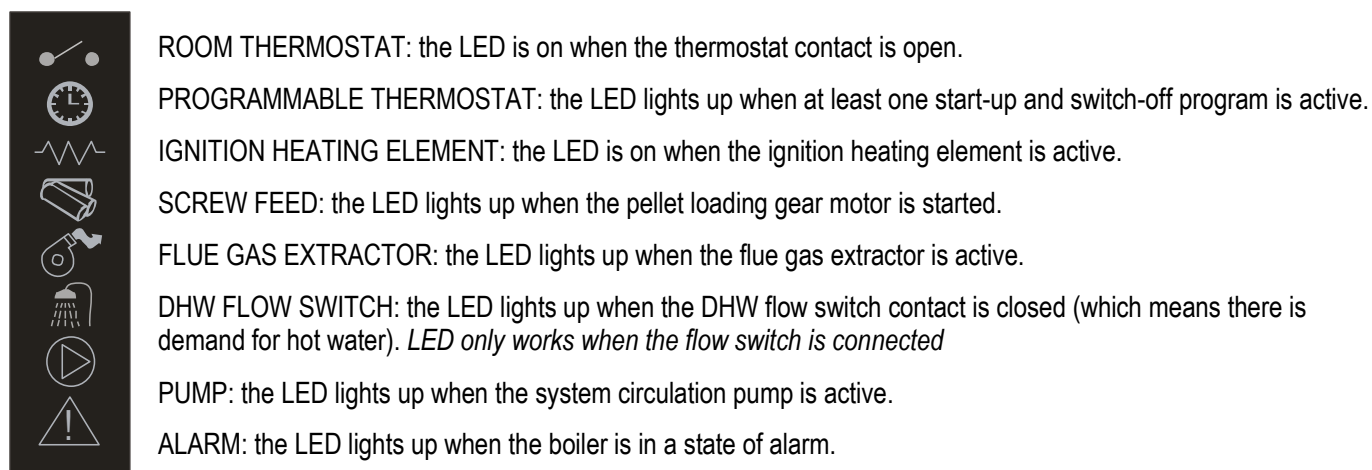 ROOM THERMOSTAT: the LED is on when the thermostat contact is open.
PROGRAMMABLE THERMOSTAT: the LED lights up when at least one start-up and switch-off program is active.
IGNITION HEATING ELEMENT: the LED is on when the ignition heating element is active.
SCREW FEED: the LED lights up when the pellet loading gear motor is started.
FLUE GAS EXTRACTOR: the LED lights up when the flue gas extractor is active.
DHW FLOW SWITCH: the LED lights up when the DHW flow switch contact is closed (which means there is
demand for hot water). LED only works when the flow switch is connected
PUMP: the LED lights up when the system circulation pump is active.
ALARM: the LED lights up when the boiler is in a state of alarm.